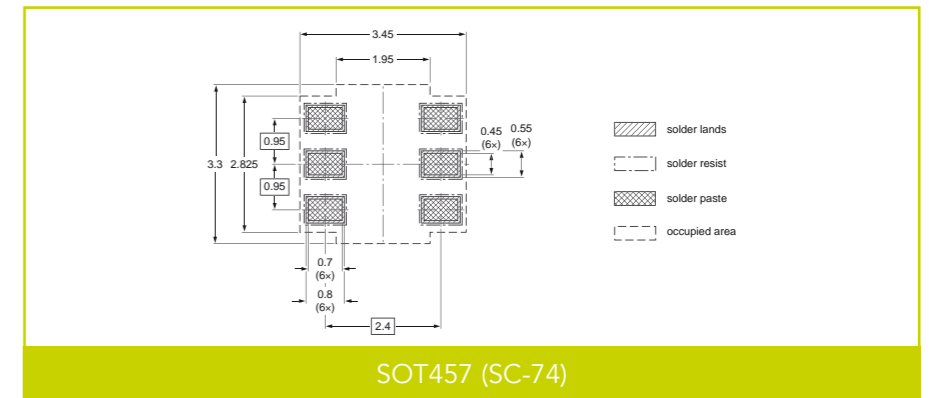 3.45
1.95
0.95
3.3 2.825
0.95
0.45
(6×)
0.55
(6×)
0.7
(6×)
0.8
(6×)
2.4
solder lands
solder resist
solder paste
occupied area
SOT457 (SC-74)